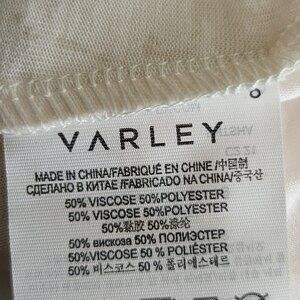 VARLEY
MADE IN CHINA/FABRIQUÉ EN CHINE/中国制
СДЕЛАНО В КИТАЕ/FABRICADO NA CHINA/중국산
50% VISCOSE 50%POLYESTER
50% VISCOSE 50%POLYESTER
50%黏胶 50%涤纶
50% вискоза 50% ПОЛИЭСТЕР
50% VISCOSE 50% POLIÉSTER
50% 비스코스 50% 폴리에스테르